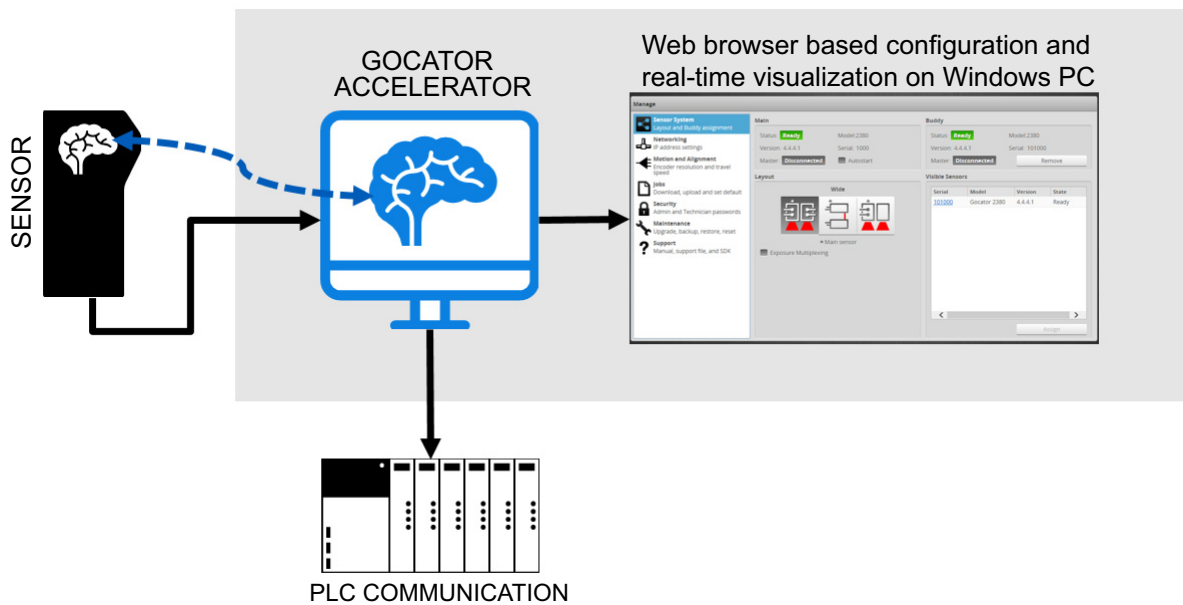 GOCATOR
ACCELERATOR
Web browser based configuration and
real-time visualization on Windows PC
SENSOR
Manage
Sensor System
Layout and Buddy assignment
Networking
IP address settings
Motion and Alignment
Encoder resolution and travel
speed
Jobs
Download, upload and set default
Security
Admin and Technician passwords
Maintenance
Upgrade, backup, restore, reset
Support
Manual, support file, and SDK
Main
Status: Ready Model:2380
Version: 4.4.4.1 Serial: 1000
Master: Disconnected Autostart
Layout
Wide
Main sensor
Exposure Multiplexing
Buddy
Status: Ready Model:2380
Version: 4.4.4.1 Serial: 101000
Master: Disconnected Remove
Visible Sensors
Serial Model Version State
101000 Gocator 2380 4.4.4.1 Ready
Assign
PLC COMMUNICATION